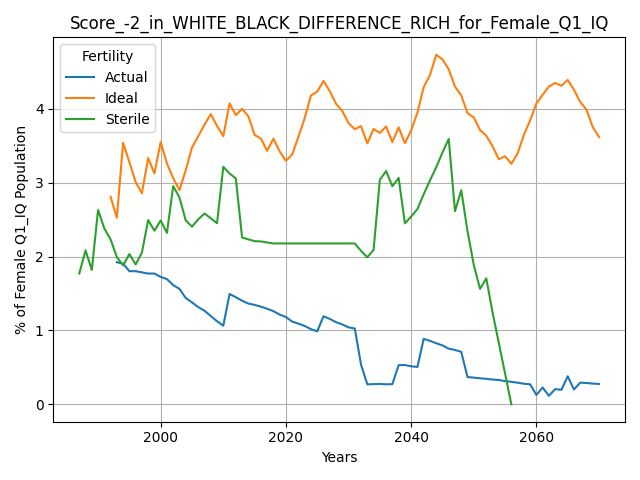 Score_-2_in_WHITE_BLACK_DIFFERENCE_RICH_for_Female_Q1_IQ
Fertility
Actual
Ideal
Sterile
% of Female Q1_IQ Population
4
3
2
1
0
2000 2020 2040 2060
Years